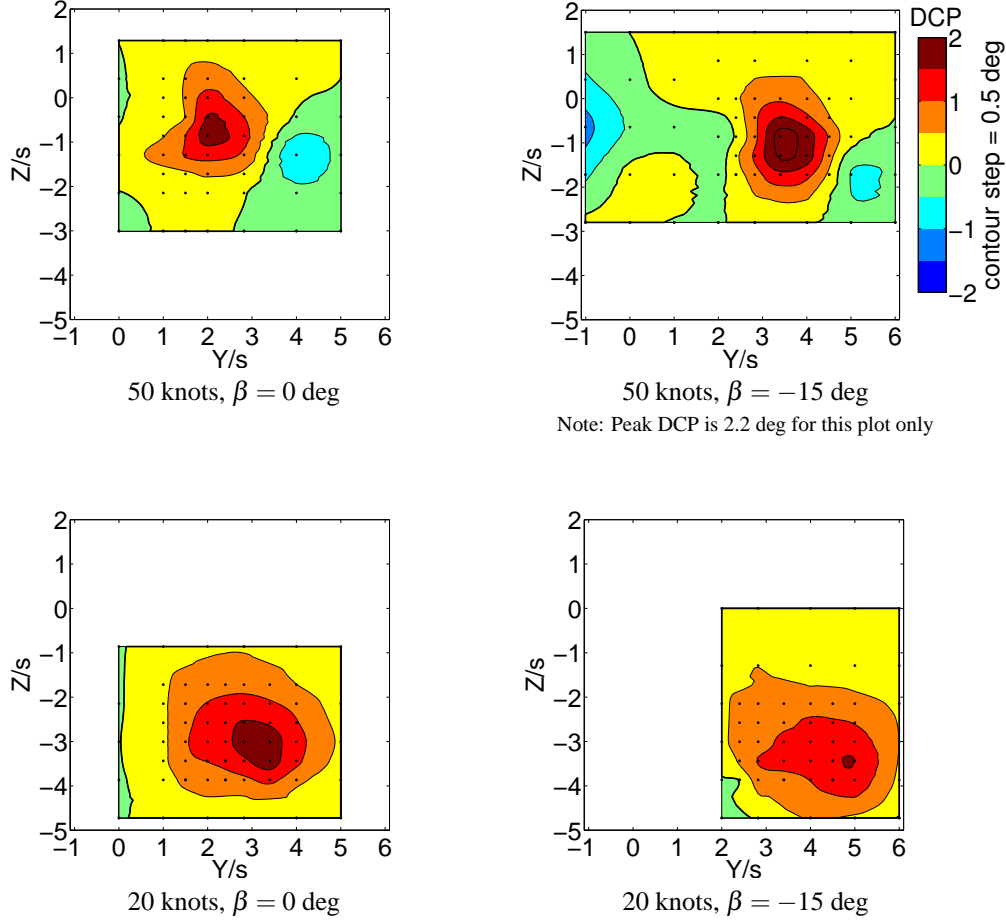 DCP
2
1
0
−1
−2
contour step = 0.5 deg
2
1
0
−1
−2
−3
−4
−5
Z/s
−1 0 1 2 3 4 5 6
Y/s
50 knots, β = 0 deg
2
1
0
−1
−2
−3
−4
−5
Z/s
−1 0 1 2 3 4 5 6
Y/s
50 knots, β = −15 deg
Note: Peak DCP is 2.2 deg for this plot only
2
1
0
−1
−2
−3
−4
−5
Z/s
−1 0 1 2 3 4 5 6
Y/s
20 knots, β = 0 deg
2
1
0
−1
−2
−3
−4
−5
Z/s
−1 0 1 2 3 4 5 6
Y/s
20 knots, β = −15 deg